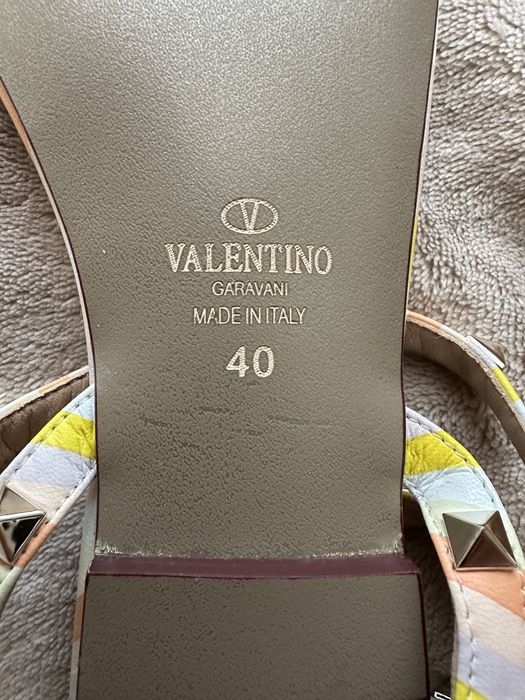 V
VALENTINO
GARAVANI
MADE IN ITALY
40